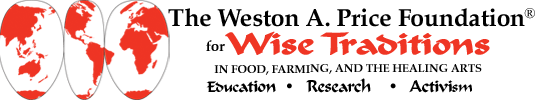 The Weston A. Price Foundation®
for Wise Traditions
IN FOOD, FARMING, AND THE HEALING ARTS
Education • Research • Activism